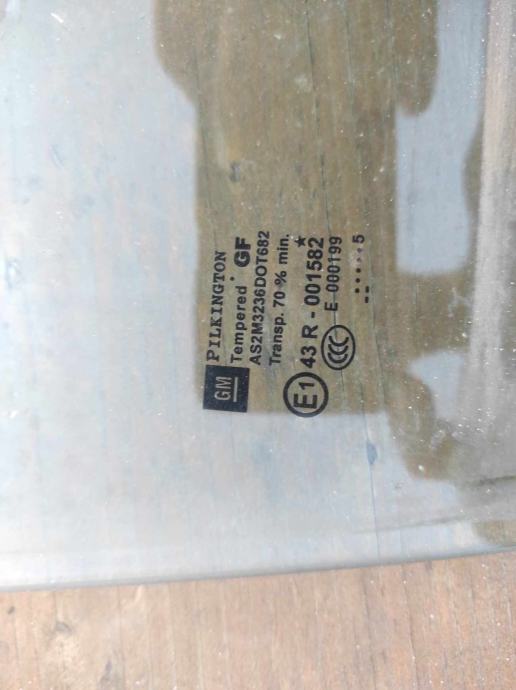 GM PILKINGTON
Tempered GF
AS2M3236DOT682
Transp. 70 % min.
E1 43 R - 001582
CCC E 000199
..... 5